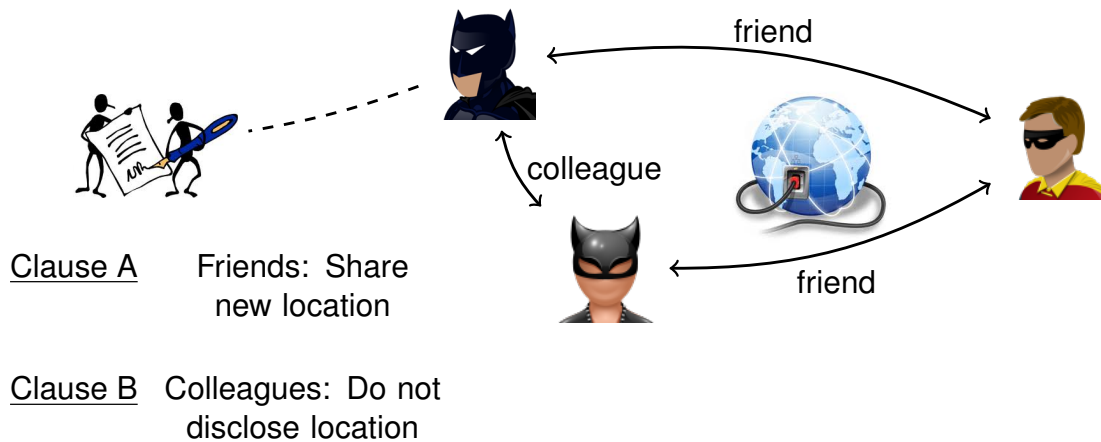 friend
colleague
friend
Clause A Friends: Share
new location
Clause B Colleagues: Do not
disclose location